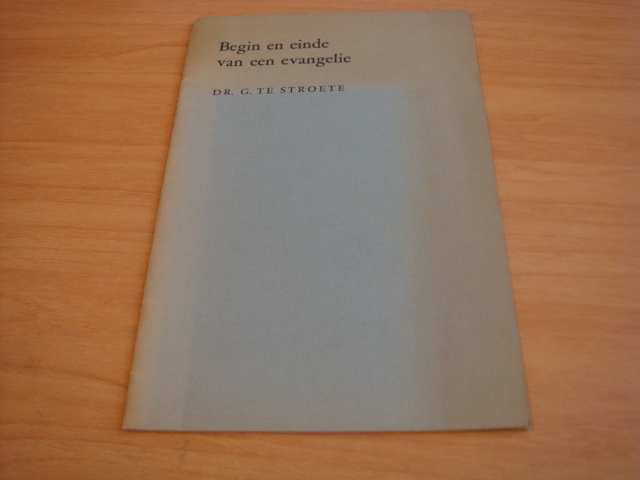 Begin en einde
van een evangelie
DR. G. TE STROETE